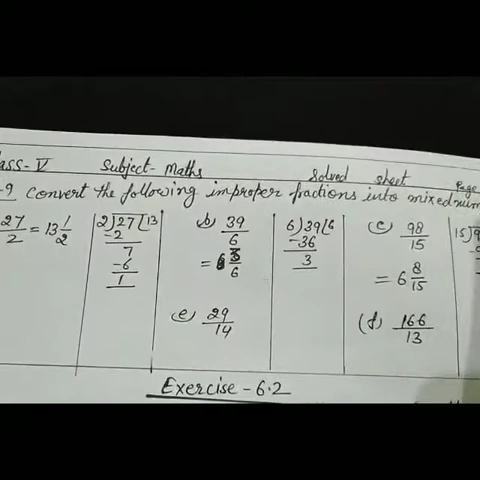 ass- V Subject- Maths Solved sheet Page
-9 Convert the following improper fractions into mixed num
27/2 = 13 1/2
2)27(13
-2
7
-6
1
b) 39/6
= 6 3/6
6)39(6
-36
3
c) 98/15
= 6 8/15
15)9
e) 29/14
(f) 166/13
Exercise - 6.2